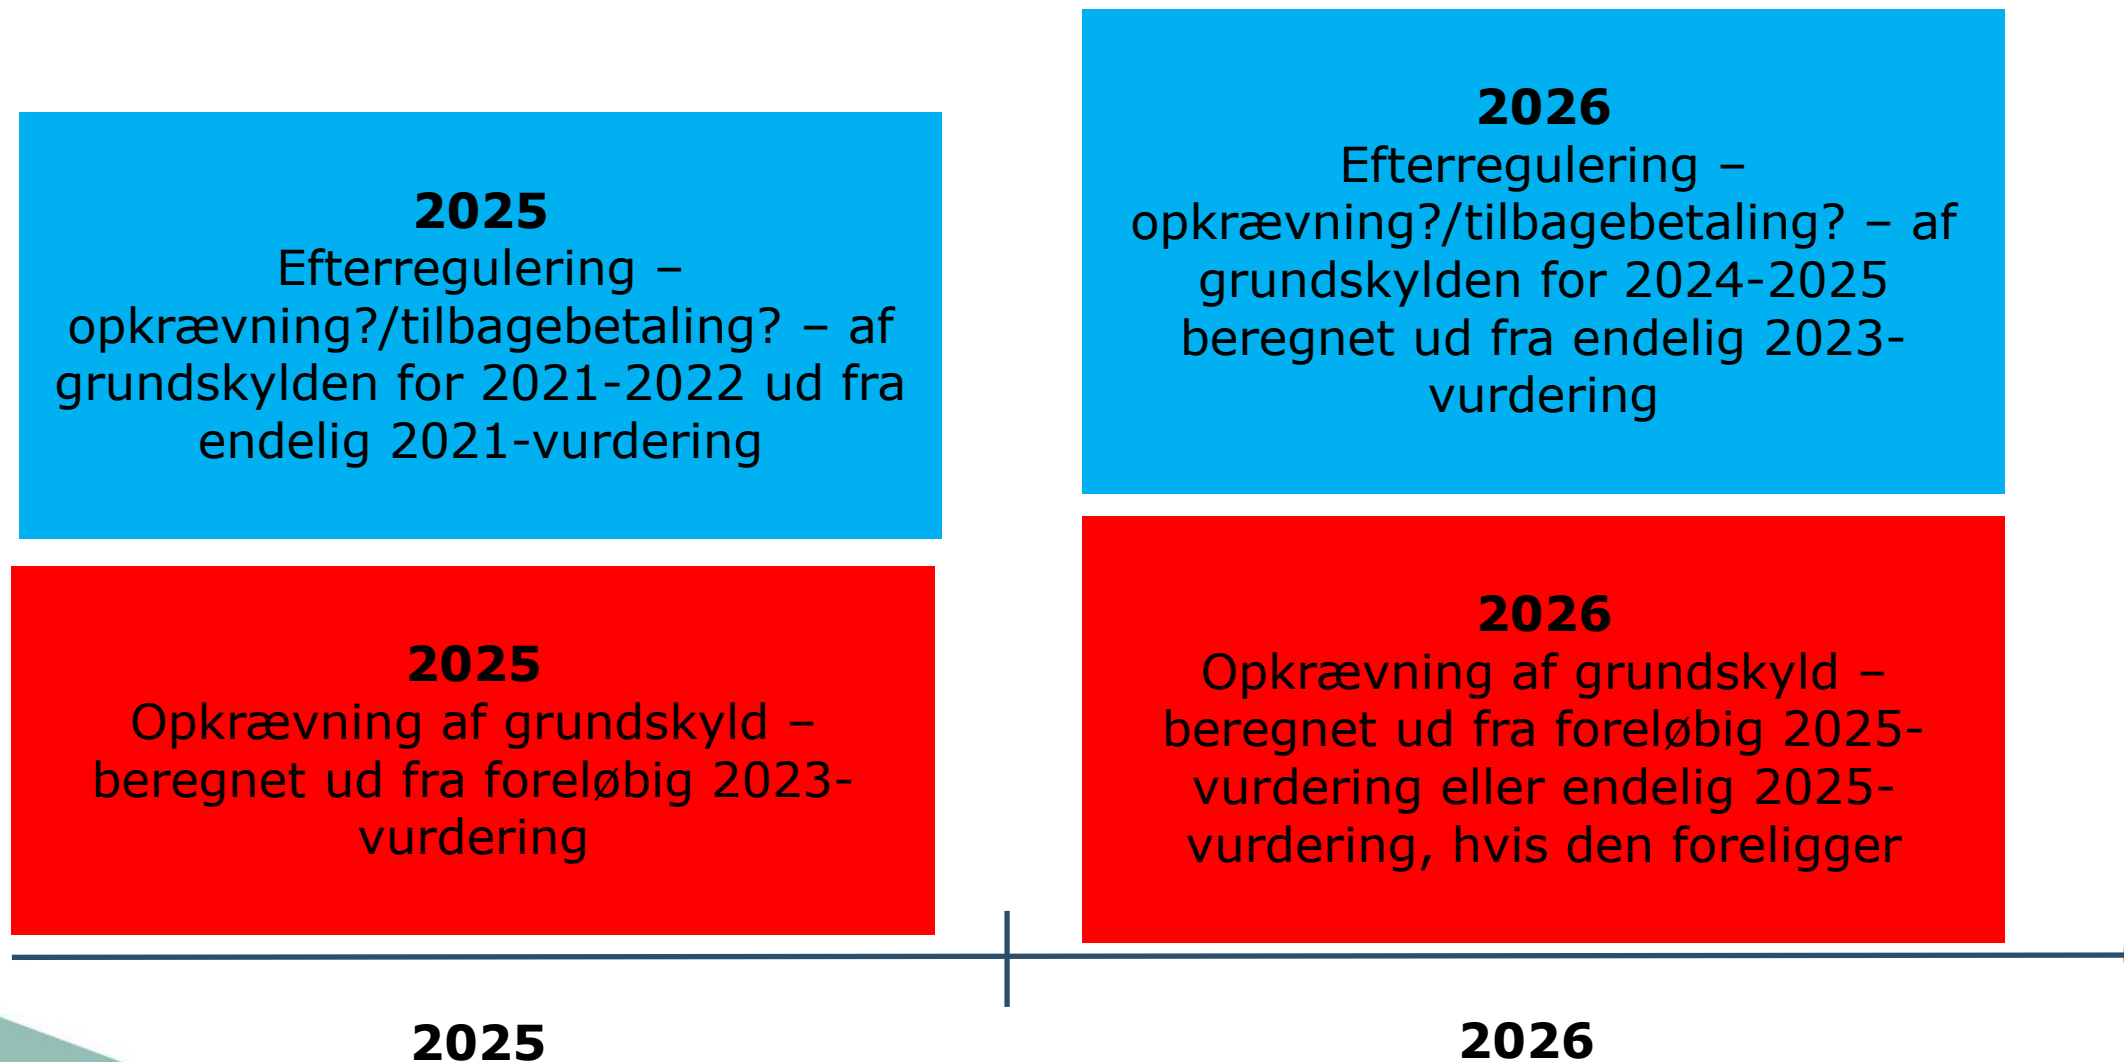 2025
Efterregulering –
opkrævning?/tilbagebetaling? – af
grundskylden for 2021-2022 ud fra
endelig 2021-vurdering
2025
Opkrævning af grundskyld –
beregnet ud fra foreløbig 2023-
vurdering
2026
Efterregulering –
opkrævning?/tilbagebetaling? – af
grundskylden for 2024-2025
beregnet ud fra endelig 2023-
vurdering
2026
Opkrævning af grundskyld –
beregnet ud fra foreløbig 2025-
vurdering eller endelig 2025-
vurdering, hvis den foreligger
2025
2026